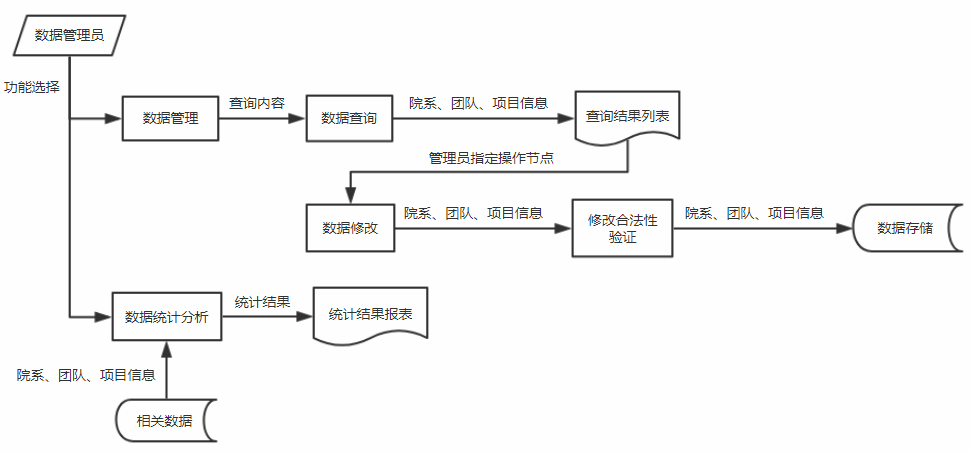 数据管理员
功能选择
数据管理
查询内容
数据查询
院系、团队、项目信息
查询结果列表
管理员指定操作节点
数据修改
院系、团队、项目信息
修改合法性
验证
院系、团队、项目信息
数据存储
数据统计分析
统计结果
统计结果报表
院系、团队、项目信息
相关数据